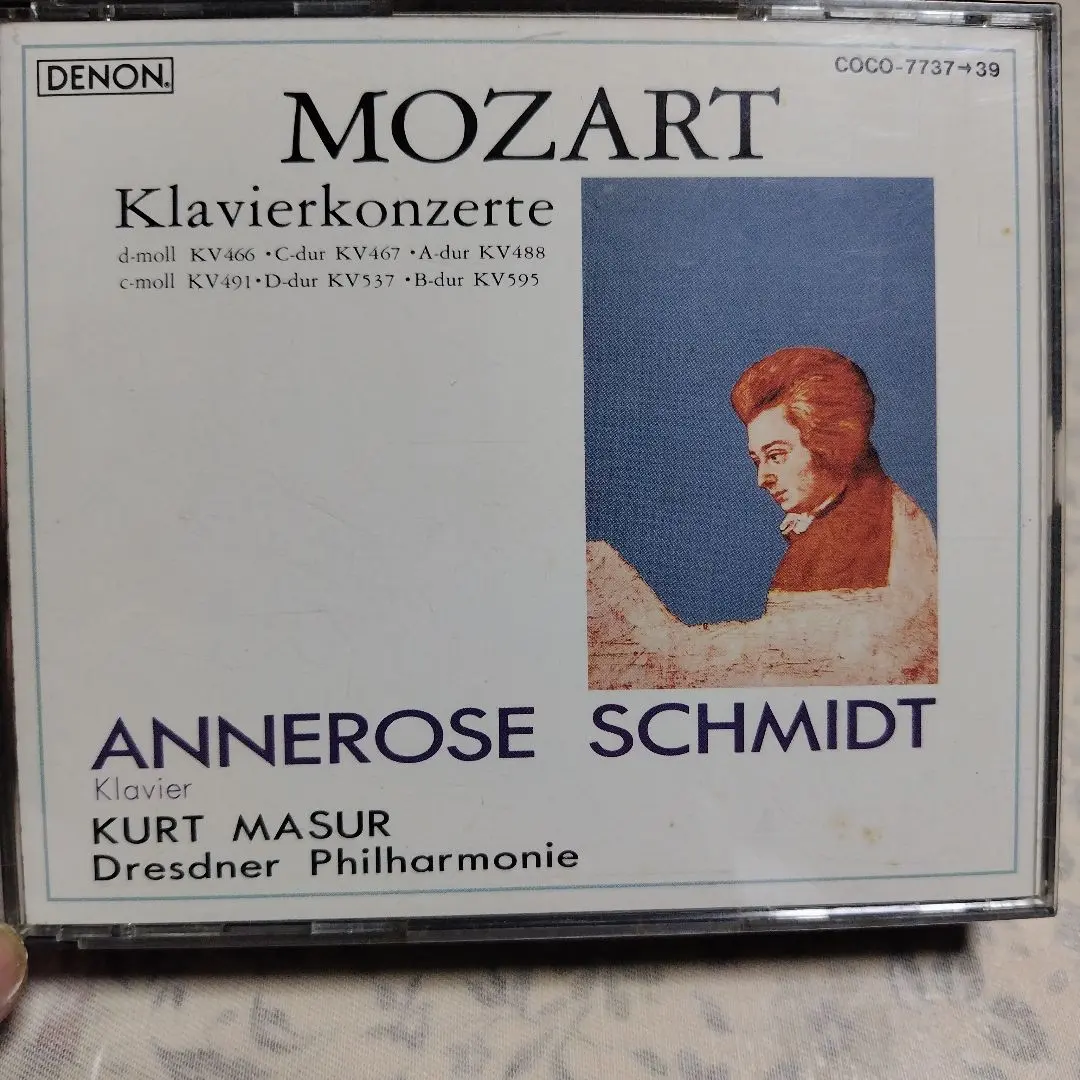 DENON.
COCO-7737→39
MOZART
Klavierkonzerte
d-moll KV466 • C-dur KV467 • A-dur KV488
c-moll KV491 • D-dur KV537 • B-dur KV595
ANNEROSE SCHMIDT
Klavier
KURT MASUR
Dresdner Philharmonie